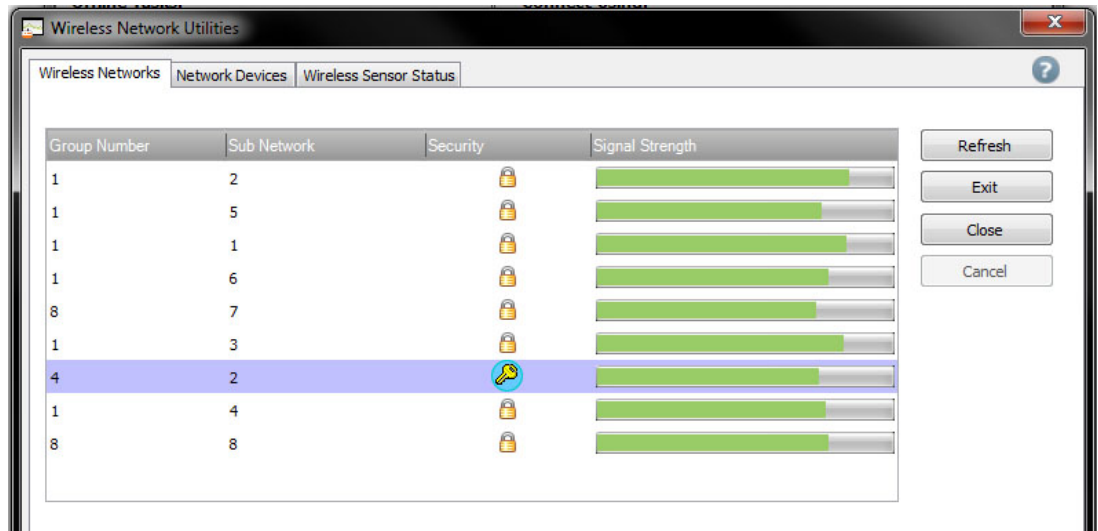 Wireless Network Utilities
Wireless Networks Network Devices Wireless Sensor Status
Group Number Sub Network Security Signal Strength
Refresh
1 2
Exit
1 5
Close
1 1
Cancel
1 6
8 7
1 3
4 2
1 4
8 8